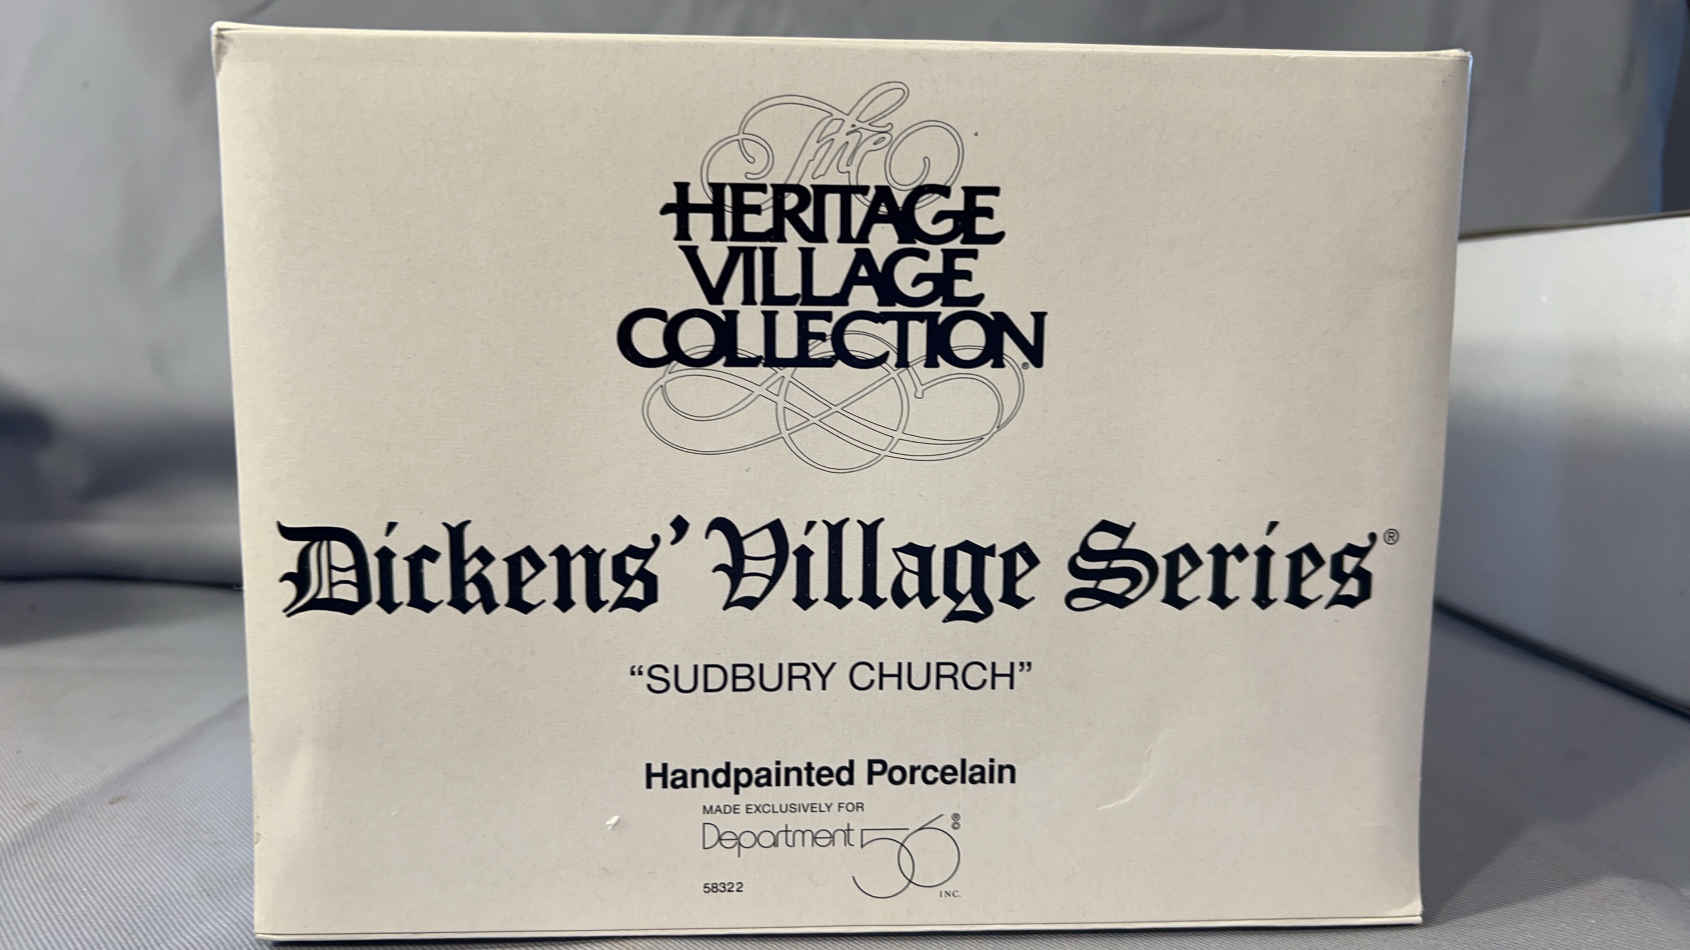 The
HERITAGE
VILLAGE
COLLECTION®
Dickens' Village Series®
“SUDBURY CHURCH”
Handpainted Porcelain
MADE EXCLUSIVELY FOR
Department 56®©
58322
INC.